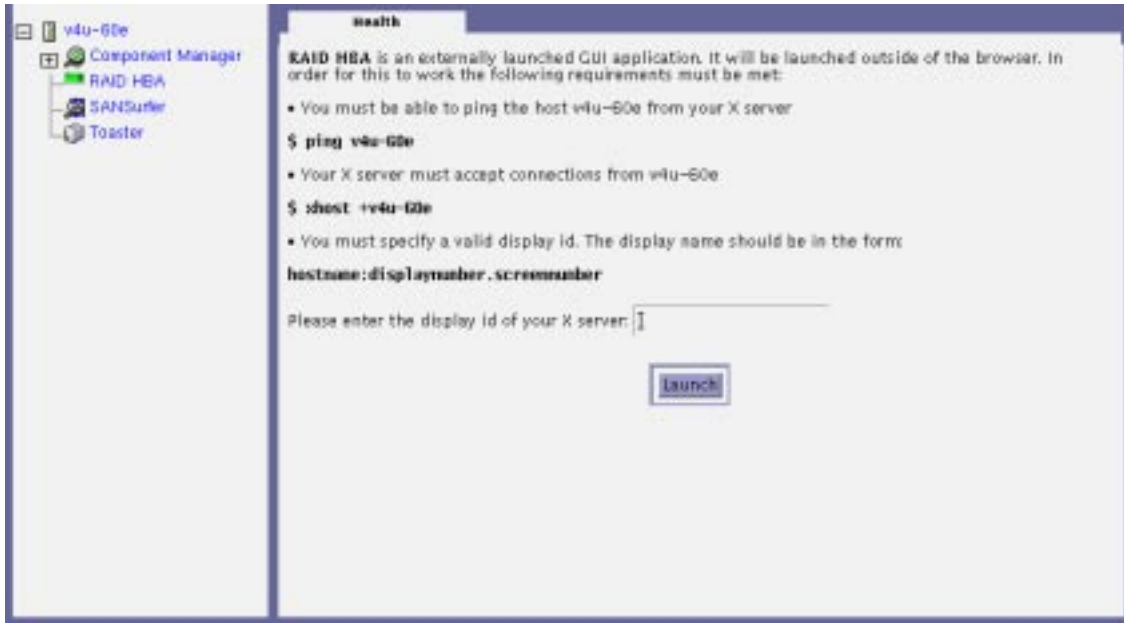 v4u-60e
Component Manager
RAID HBA
SANSurfer
Toaster
Health
RAID HBA is an externally launched GUI application. It will be launched outside of the browser. In
order for this to work the following requirements must be met:
• You must be able to ping the host v4u-60e from your X server
$ ping v4u-60e
• Your X server must accept connections from v4u-60e
$ xhost +v4u-60e
• You must specify a valid display id. The display name should be in the form:
hostname:displaynumber.screennumber
Please enter the display id of your X server:
Launch